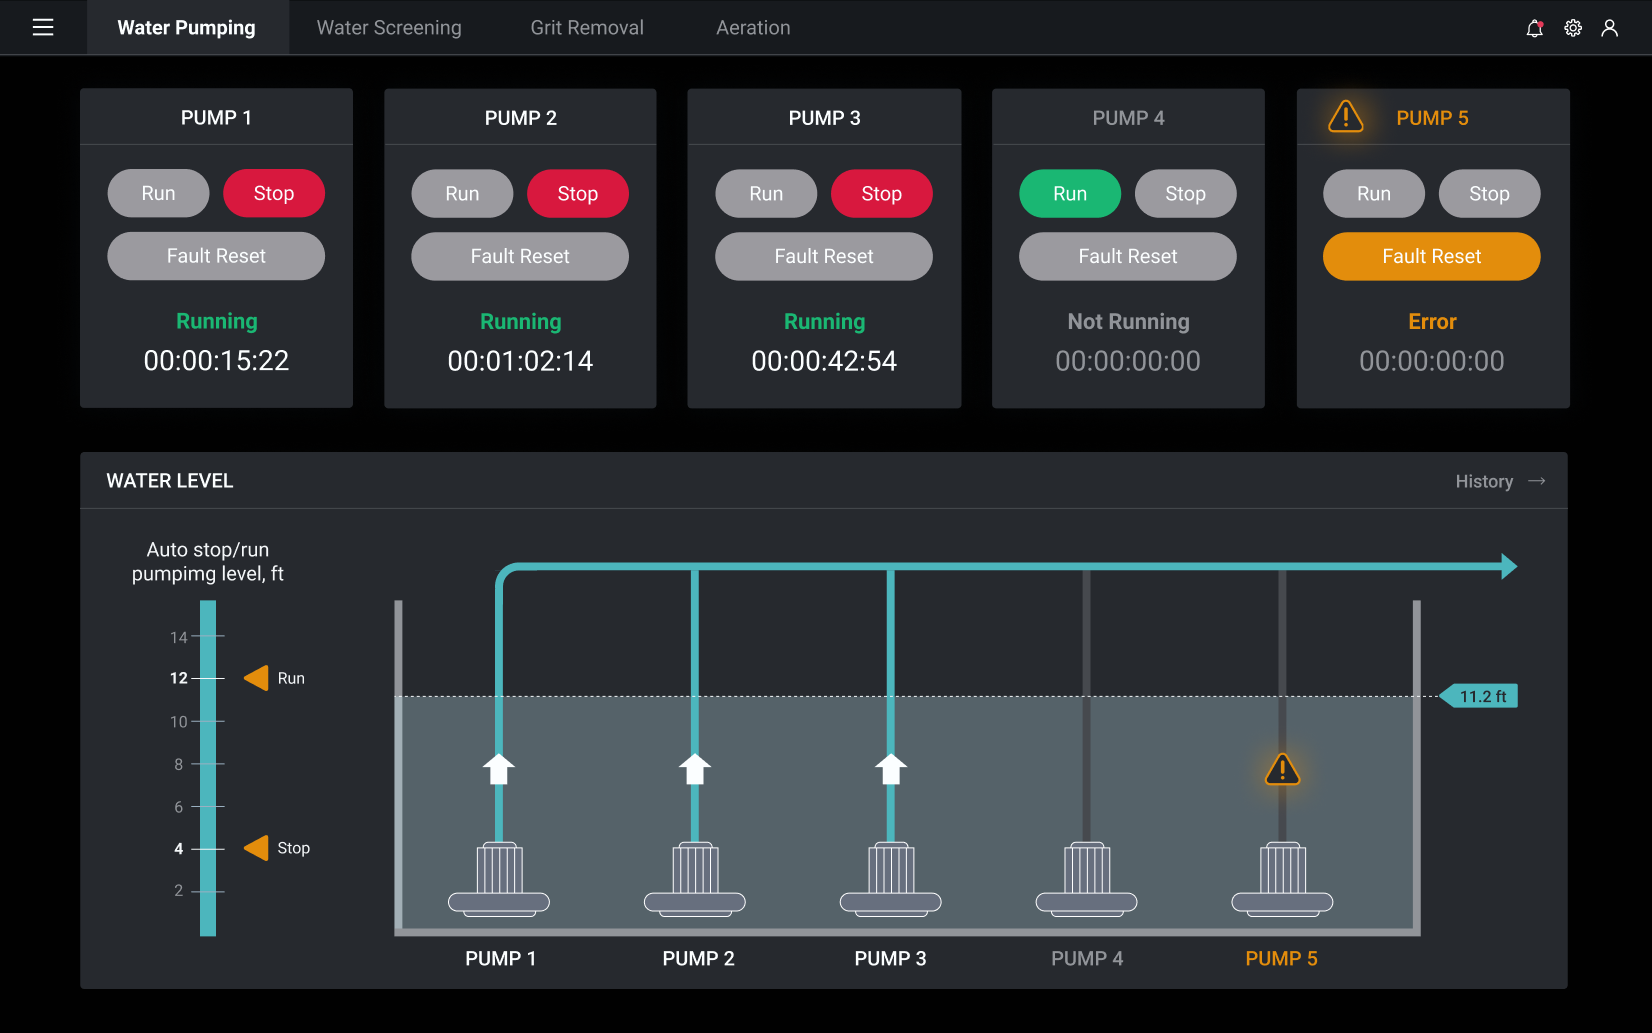 Water Pumping
Water Screening
Grit Removal
Aeration
PUMP 1
PUMP 2
PUMP 3
PUMP 4
PUMP 5
Run
Stop
Run
Stop
Run
Stop
Run
Stop
Run
Stop
Fault Reset
Fault Reset
Fault Reset
Fault Reset
Fault Reset
Running
Running
Running
Not Running
Error
00:00:15:22
00:01:02:14
00:00:42:54
00:00:00:00
00:00:00:00
WATER LEVEL
History
Auto stop/run
pumpimg level, ft
14
12
Run
10
8
6
4
Stop
2
11.2 ft
PUMP 1
PUMP 2
PUMP 3
PUMP 4
PUMP 5